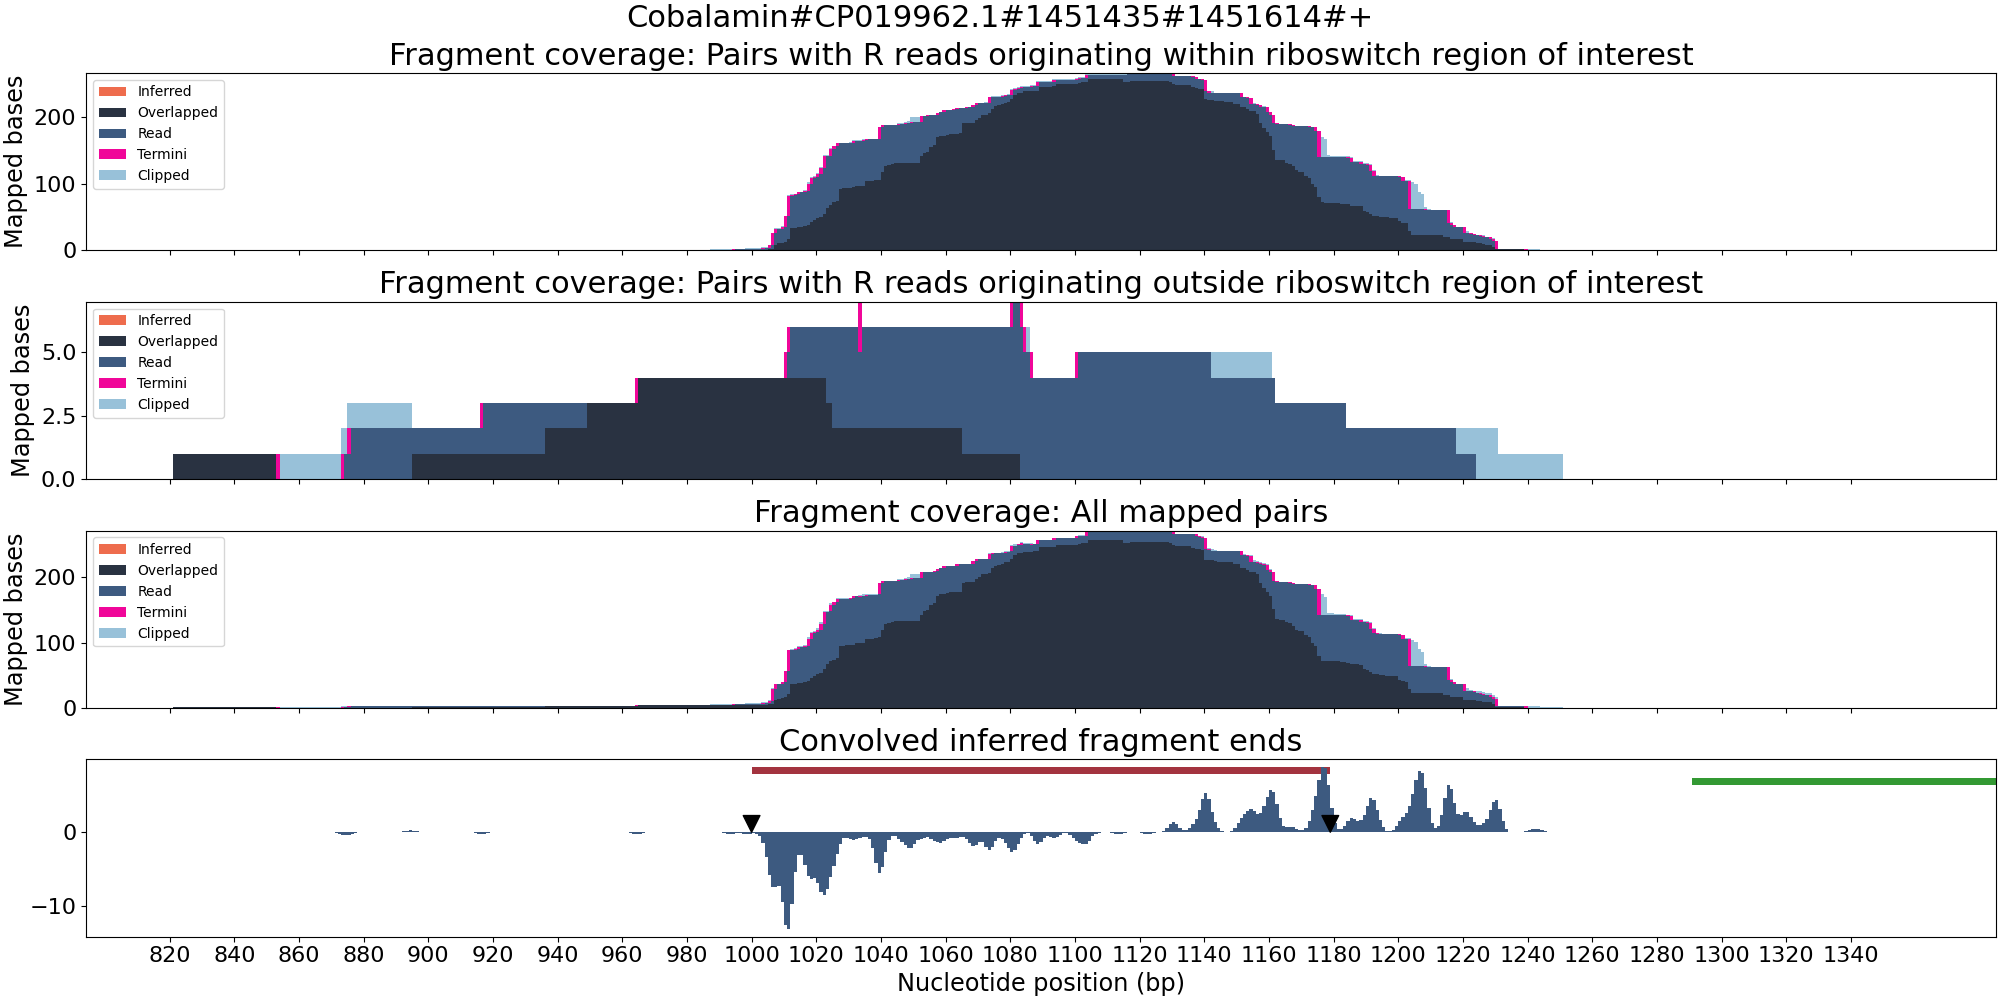 Cobalamin#CP019962.1#1451435#1451614#+
Fragment coverage: Pairs with R reads originating within riboswitch region of interest
Mapped bases
200
100
0
Inferred
Overlapped
Read
Termini
Clipped
Fragment coverage: Pairs with R reads originating outside riboswitch region of interest
Mapped bases
5.0
2.5
0.0
Inferred
Overlapped
Read
Termini
Clipped
Fragment coverage: All mapped pairs
Mapped bases
200
100
0
Inferred
Overlapped
Read
Termini
Clipped
Convolved inferred fragment ends
0
−10
820 840 860 880 900 920 940 960 980 1000 1020 1040 1060 1080 1100 1120 1140 1160 1180 1200 1220 1240 1260 1280 1300 1320 1340
Nucleotide position (bp)